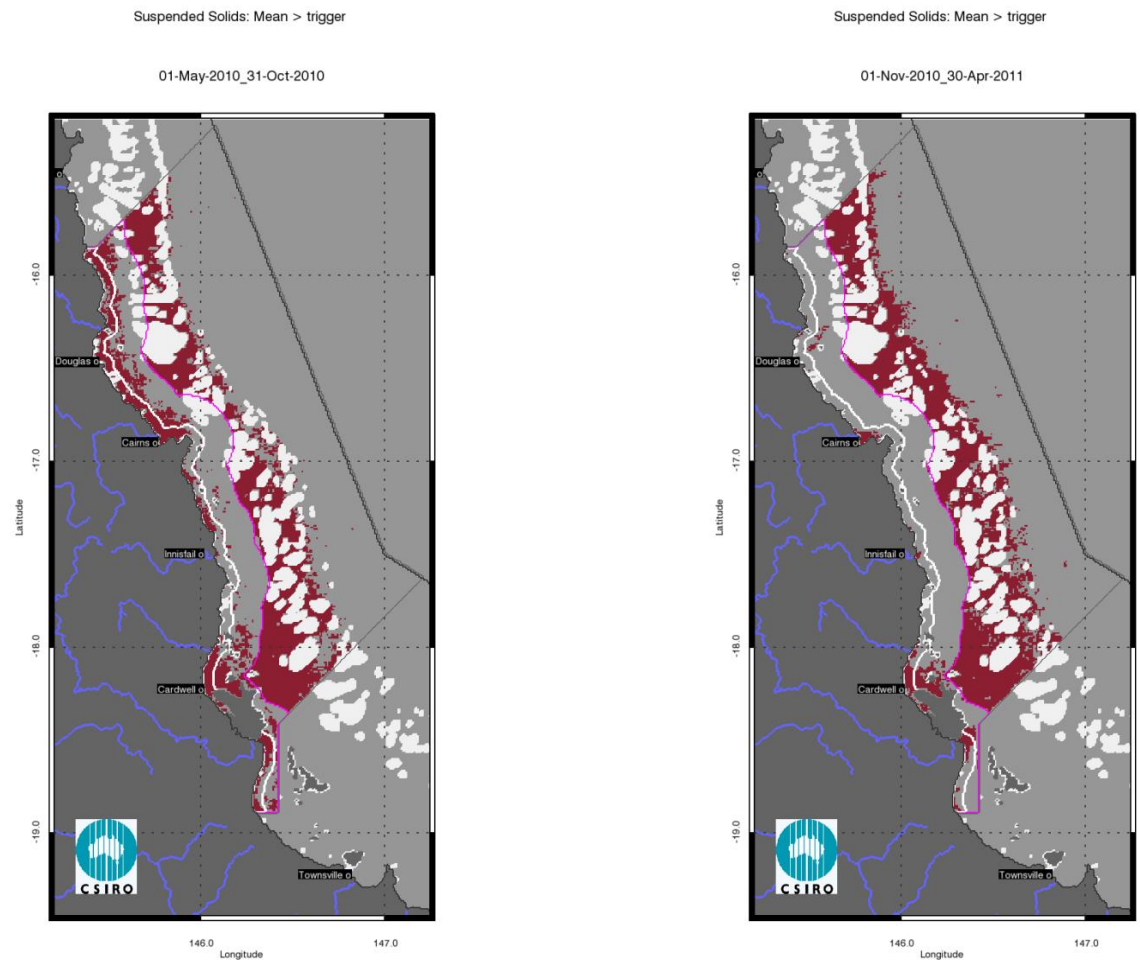 Suspended Solids: Mean > trigger
01-May-2010_31-Oct-2010
Douglas o
Cairns o
Innisfail o
Cardwell o
Townsville o
-16.0
-17.0
-18.0
-19.0
Latitude
CSIRO
146.0
147.0
Longitude
Suspended Solids: Mean > trigger
01-Nov-2010_30-Apr-2011
Douglas o
Cairns o
Innisfail o
Cardwell o
Townsville o
-16.0
-17.0
-18.0
-19.0
Latitude
CSIRO
146.0
147.0
Longitude